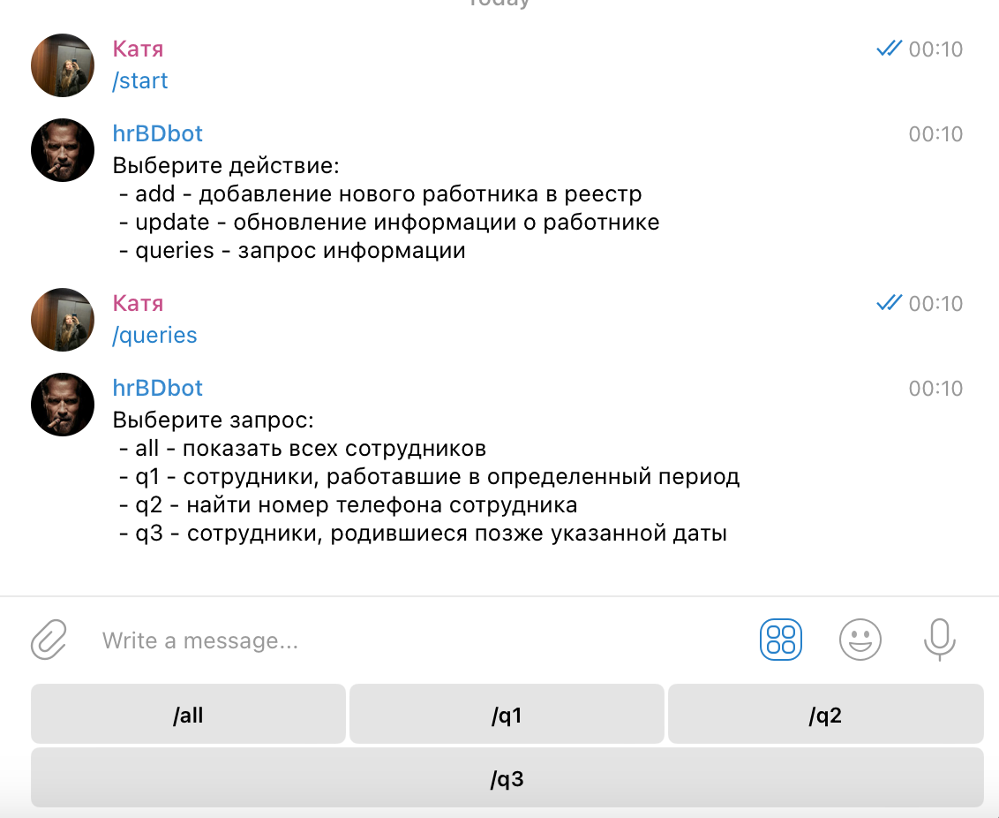 Today
Катя
00:10
/start
hrBDbot
00:10
Выберите действие:
- add - добавление нового работника в реестр
- update - обновление информации о работнике
- queries - запрос информации
Катя
00:10
/queries
hrBDbot
00:10
Выберите запрос:
- all - показать всех сотрудников
- q1 - сотрудники, работавшие в определенный период
- q2 - найти номер телефона сотрудника
- q3 - сотрудники, родившиеся позже указанной даты
Write a message...
/all
/q1
/q2
/q3